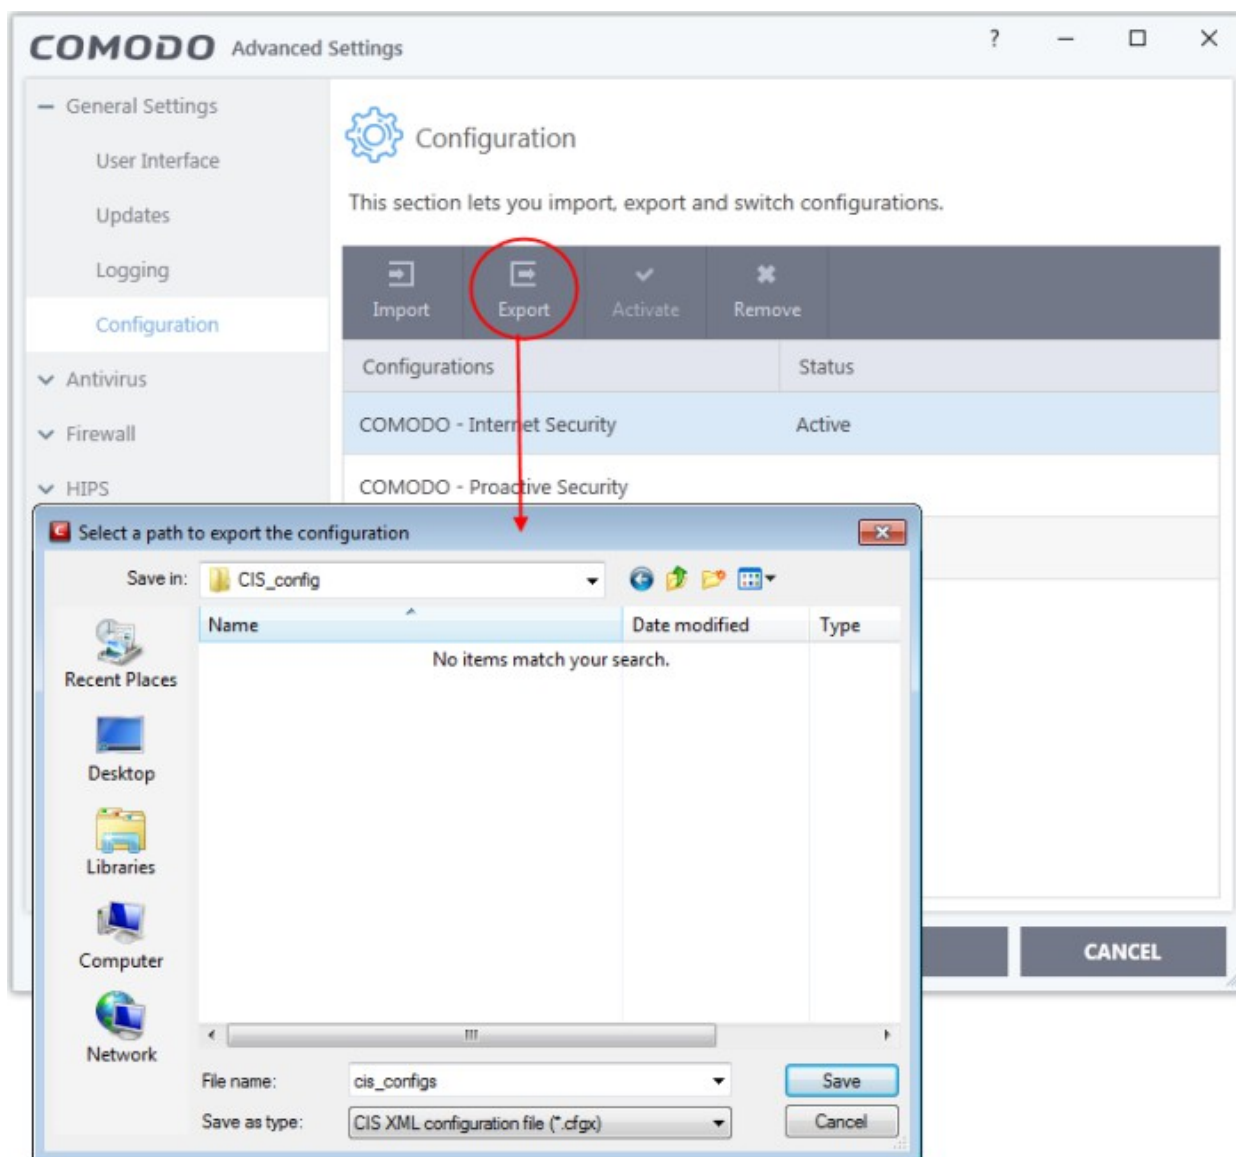 COMODO Advanced Settings ?
General Settings
User Interface
Updates
Logging
Configuration
Antivirus
Firewall
HIPS
Configuration
This section lets you import, export and switch configurations.
Import Export Activate Remove
Configurations Status
COMODO - Internet Security Active
COMODO - Proactive Security
CANCEL
Select a path to export the configuration
Save in: CIS_config
Name Date modified Type
No items match your search.
Recent Places
Desktop
Libraries
Computer
Network
File name: cis_configs Save
Save as type: CIS XML configuration file (*.cfgx) Cancel